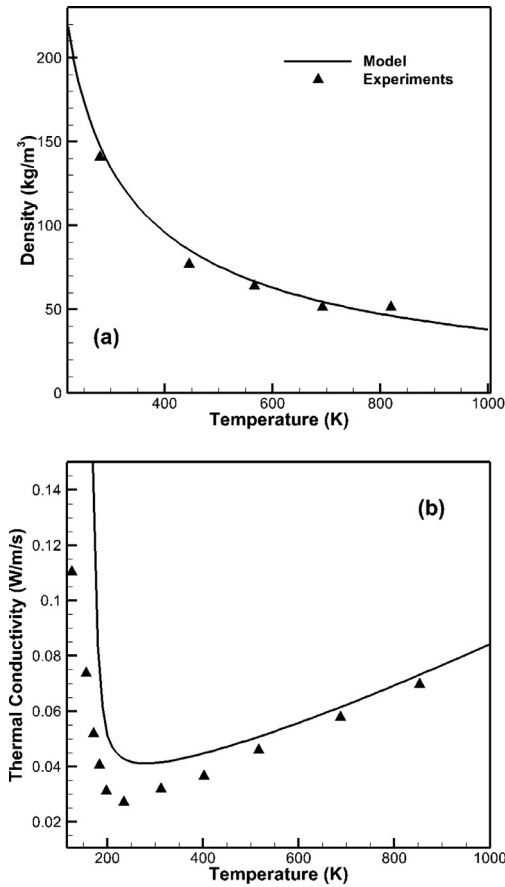 200
150
100
50
0
Density (kg/m³)
Model
Experiments
(a)
400
600
800
1000
Temperature (K)
0.14
0.12
0.1
0.08
0.06
0.04
0.02
Thermal Conductivity (W/m/s)
(b)
200
400
600
800
1000
Temperature (K)